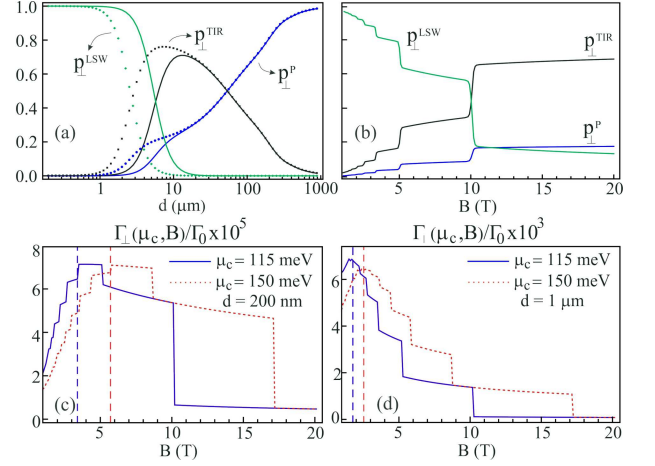 1.0
0.8
0.6
0.4
0.2
0.0
p⊥LSW
p⊥TIR
p⊥P
(a)
1 10 100 1000
d (μm)
p⊥LSW
p⊥TIR
p⊥P
(b)
5 10 15 20
B (T)
Γ⊥(μc,B)/Γ0x10^5
8
6
4
2
0
μc = 115 meV
μc = 150 meV
d = 200 nm
(c)
5 10 15 20
B (T)
Γ⊥(μc,B)/Γ0x10^3
6
4
2
0
μc = 115 meV
μc = 150 meV
d = 1 μm
(d)
5 10 15 20
B (T)